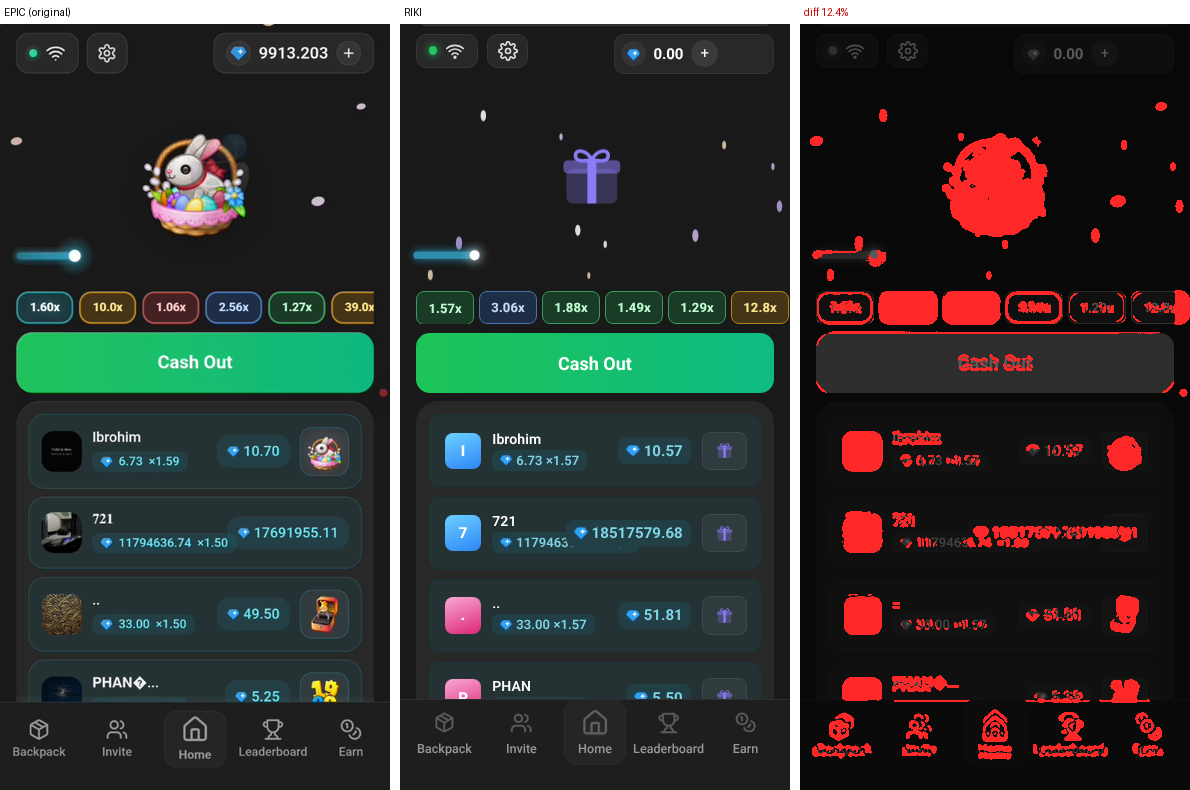 EPIC (original)
9913.203 +
1.60x 10.0x 1.06x 2.56x 1.27x 39.0x
Cash Out
Ibrohim
6.73 ×1.59
10.70
721
11794636.74 ×1.50
17691955.11
..
33.00 ×1.50
49.50
PHAN�...
5.25
Backpack Invite Home Leaderboard Earn
RIKI
0.00 +
1.57x 3.06x 1.88x 1.49x 1.29x 12.8x
Cash Out
I
Ibrohim
6.73 ×1.57
10.57
7
721
117946
18517579.68
.
..
33.00 ×1.57
51.81
P
PHAN
5.50
Backpack Invite Home Leaderboard Earn
diff 12.4%
0.00 +
Cash Out